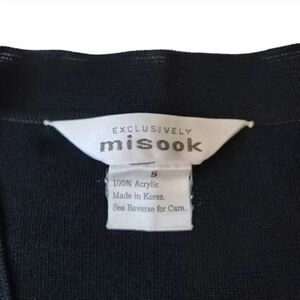 EXCLUSIVELY
misook
S
100% Acrylic
Made in Korea.
See Reverse for Care.